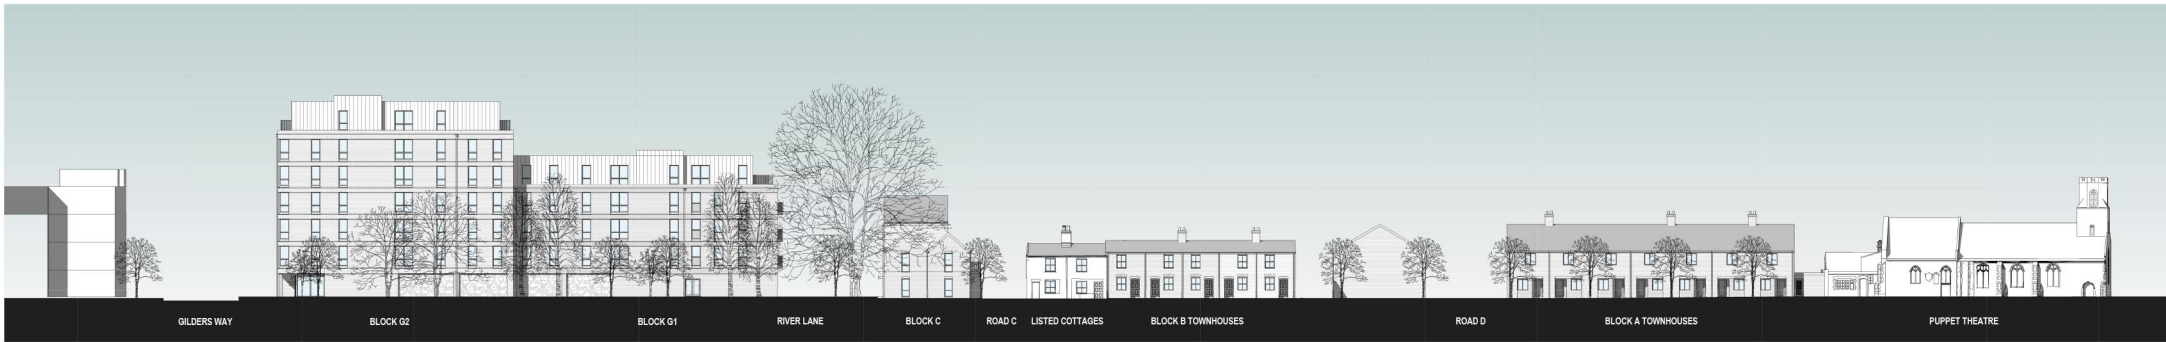 GILDERS WAY
BLOCK G2
BLOCK G1
RIVER LANE
BLOCK C
ROAD C
LISTED COTTAGES
BLOCK B TOWNHOUSES
ROAD D
BLOCK A TOWNHOUSES
PUPPET THEATRE